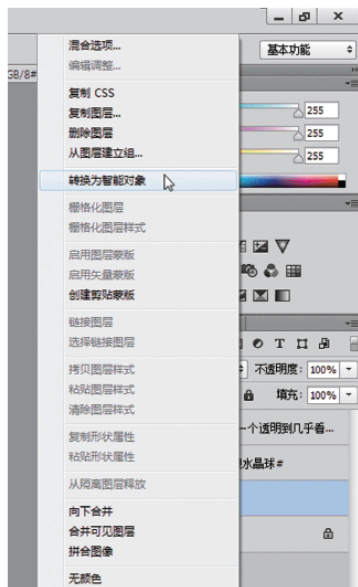 混合选项...
编辑调整...
基本功能
GB/8#
复制 CSS
复制图层...
255
删除图层
255
从图层建立组...
255
转换为智能对象
栅格化图层
栅格化图层样式
启用图层蒙版
启用矢量蒙版
创建剪贴蒙版
链接图层
选择链接图层
T
拷贝图层样式
不透明度: 100%
粘贴图层样式
填充: 100%
清除图层样式
复制形状属性
一个透明到几乎看...
粘贴形状属性
水晶球#
从隔离图层释放
向下合并
合并可见图层
拼合图像
无颜色